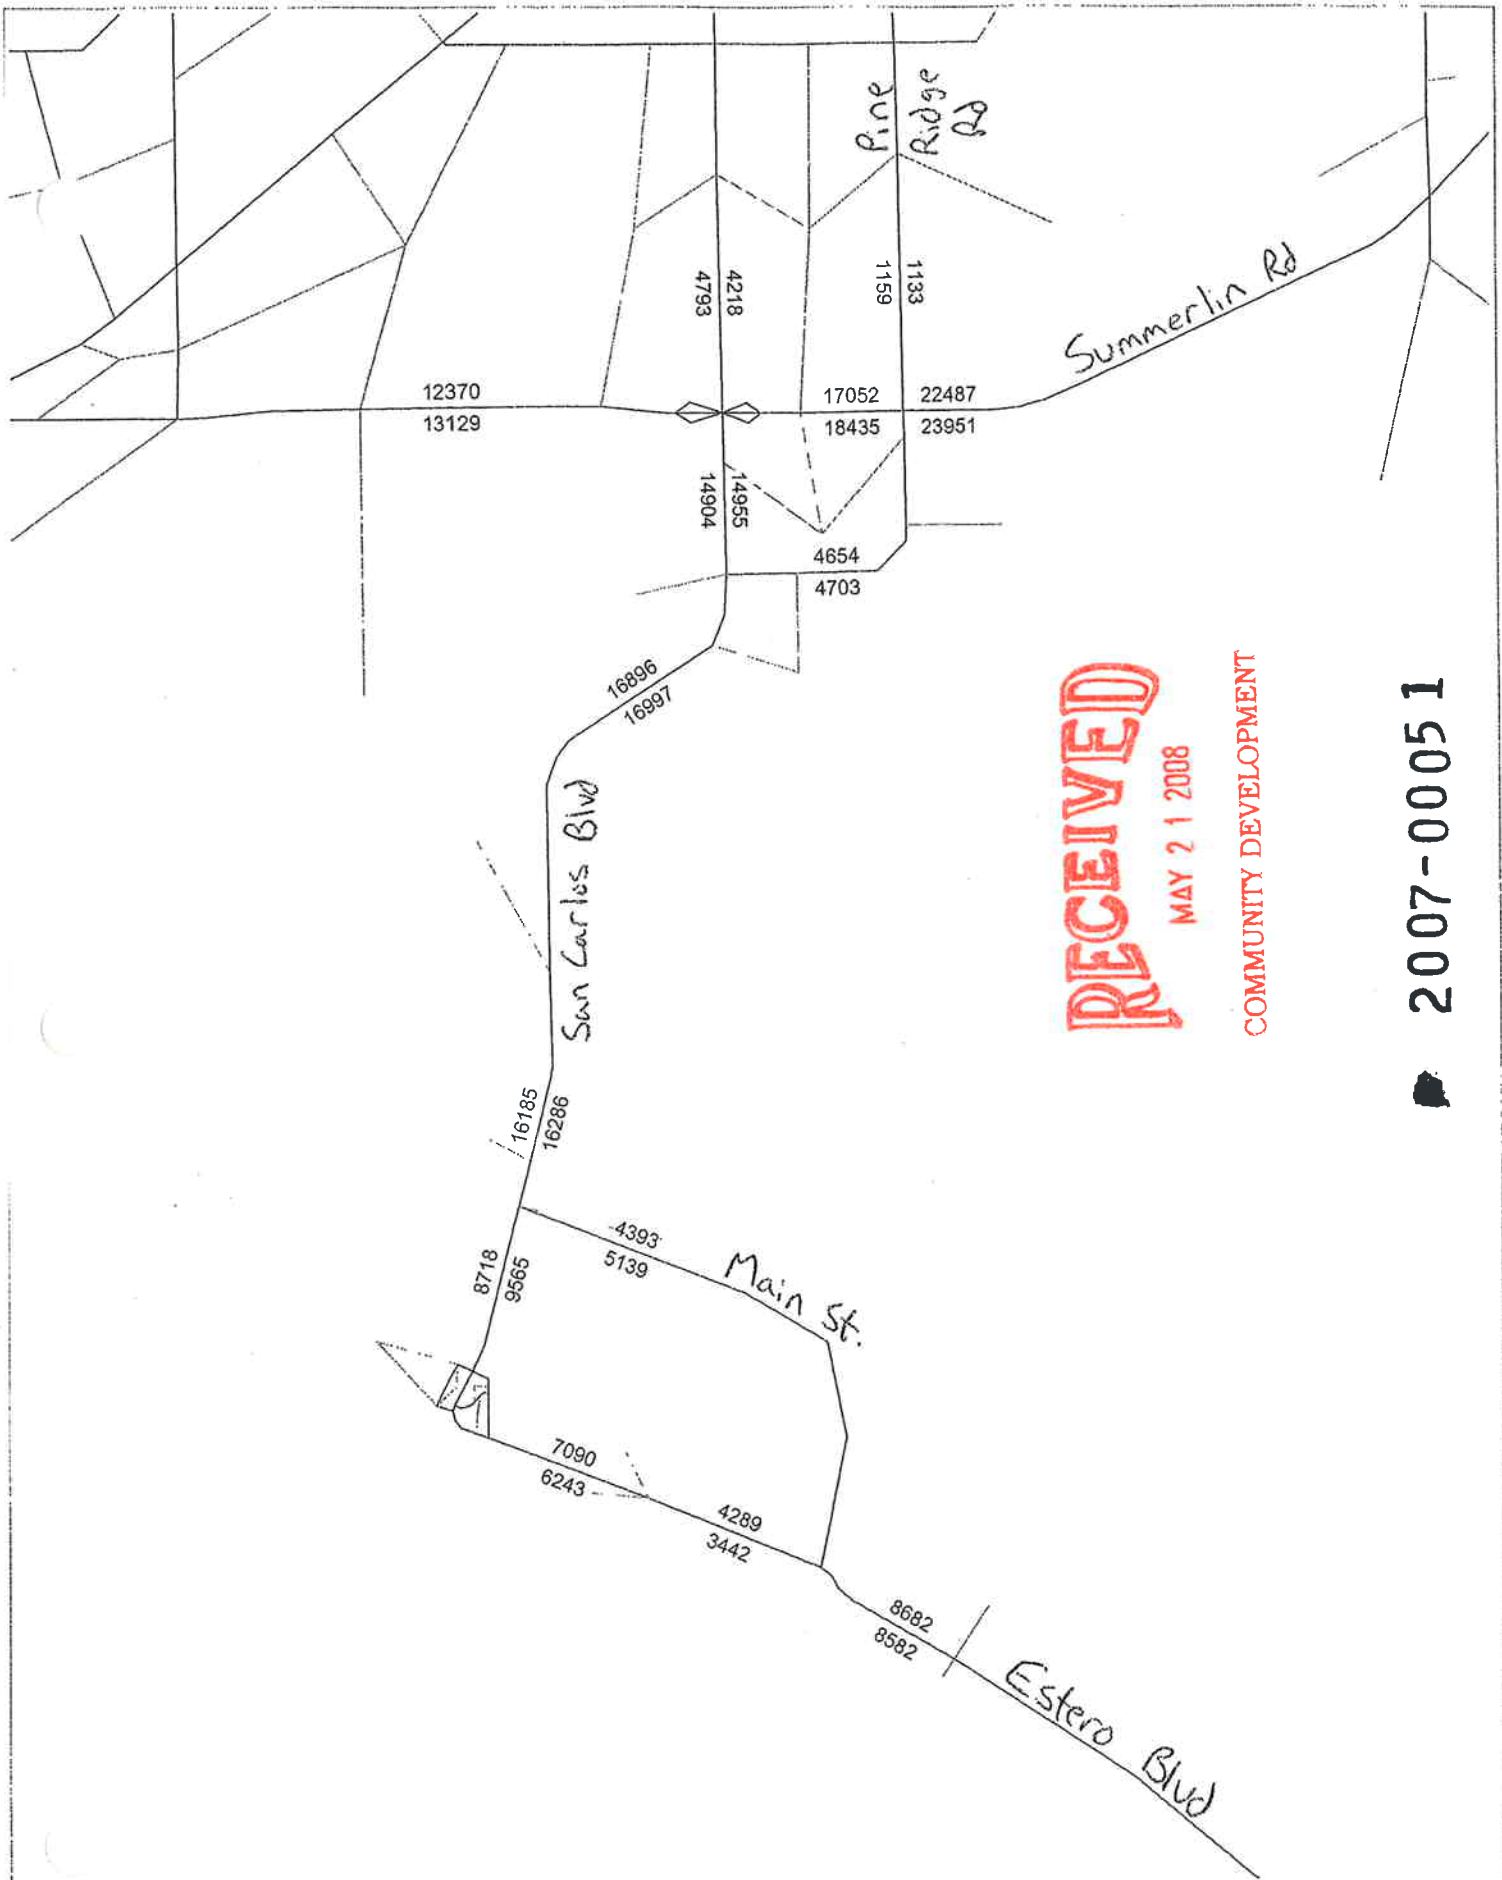 Pine
Ridge
Rd
4218
4793
1133
1159
Summerlin Rd
12370
13129
17052
18435
22487
23951
14955
14904
4654
4703
16896
16997
San Carlos Blvd
RECEIVED
MAY 21 2008
COMMUNITY DEVELOPMENT
2007-00051
16185
16286
4393
5139
Main St.
8718
9565
7090
6243
4289
3442
8682
8582
Estero Blvd